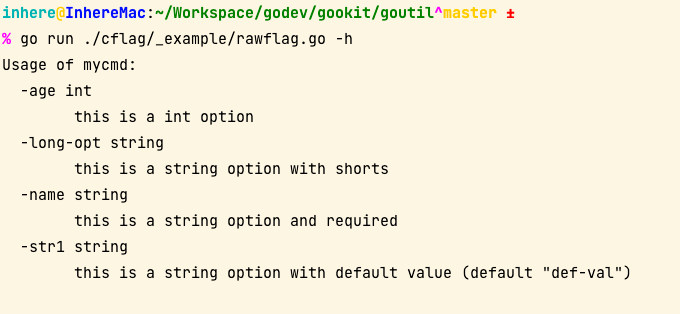 inhere@InhereMac:~/Workspace/godev/gookit/goutil^master ±
% go run ./cflag/_example/rawflag.go -h
Usage of mycmd:
  -age int
        this is a int option
  -long-opt string
        this is a string option with shorts
  -name string
        this is a string option and required
  -str1 string
        this is a string option with default value (default "def-val")